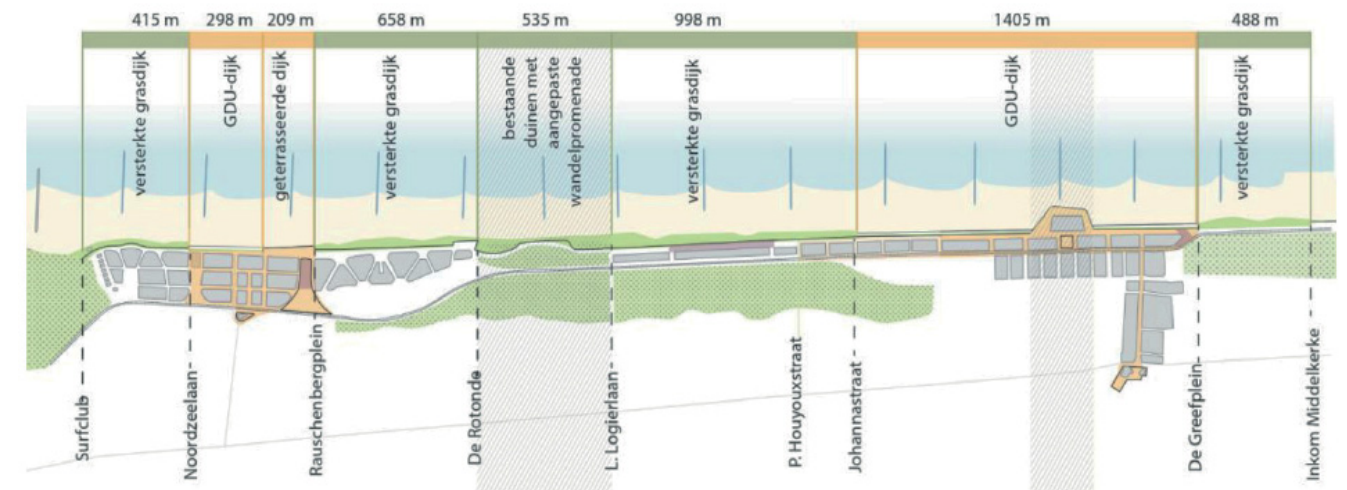 415 m
298 m
209 m
658 m
535 m
998 m
1405 m
488 m
versterkte grasdijk
GDU-dijk
geterrasseerde dijk
versterkte grasdijk
bestaande
duinen met
aangepaste
wandelpromenade
versterkte grasdijk
GDU-dijk
versterkte grasdijk
Surfclub
Noordzeelaan
Rauschenbergplein
De Rotonde
L. Logierlaan
P. Houyouxstraat
Johannastraat
De Greefplein
Inkom Middelkerke